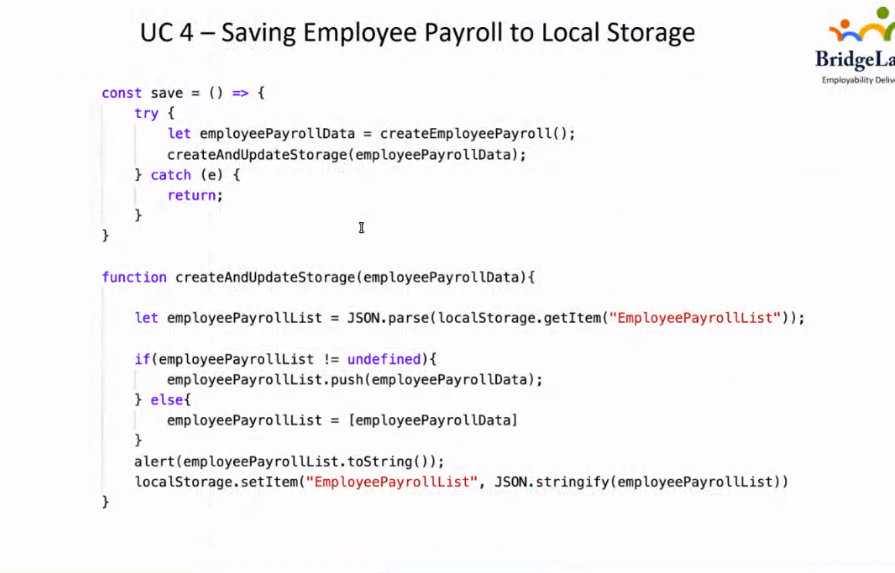 UC 4 – Saving Employee Payroll to Local Storage
BridgeLa
Employability Delive
const save = () => {
    try {
        let employeePayrollData = createEmployeePayroll();
        createAndUpdateStorage(employeePayrollData);
    } catch (e) {
        return;
    }
}
function createAndUpdateStorage(employeePayrollData){
    let employeePayrollList = JSON.parse(localStorage.getItem("EmployeePayrollList"));
    if(employeePayrollList != undefined){
        employeePayrollList.push(employeePayrollData);
    } else{
        employeePayrollList = [employeePayrollData]
    }
    alert(employeePayrollList.toString());
    localStorage.setItem("EmployeePayrollList", JSON.stringify(employeePayrollList))
}